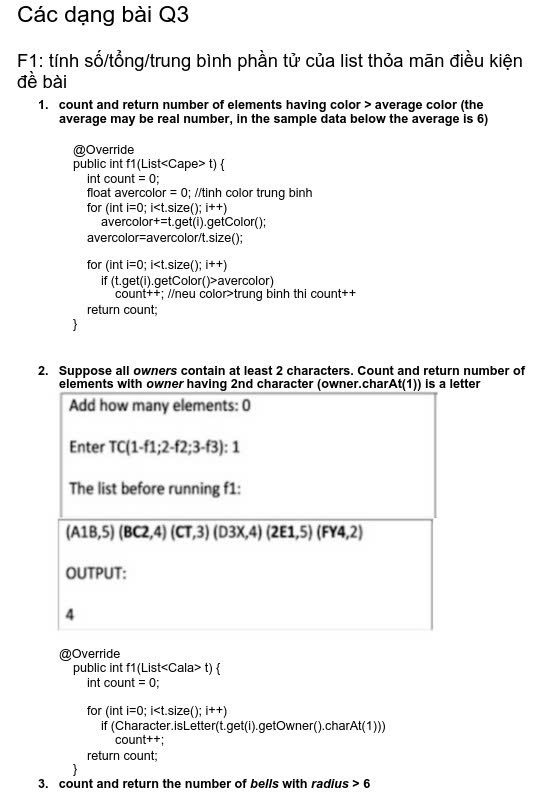 Các dạng bài Q3
F1: tính số/tổng/trung bình phần tử của list thỏa mãn điều kiện
đề bài
1. count and return number of elements having color > average color (the
average may be real number, in the sample data below the average is 6)
@Override
public int f1(List<Cape> t) {
int count = 0;
float avercolor = 0; //tinh color trung binh
for (int i=0; i<t.size(); i++)
avercolor+=t.get(i).getColor();
avercolor=avercolor/t.size();
for (int i=0; i<t.size(); i++)
if (t.get(i).getColor()>avercolor)
count++; //neu color>trung binh thi count++
return count;
}
2. Suppose all owners contain at least 2 characters. Count and return number of
elements with owner having 2nd character (owner.charAt(1)) is a letter
Add how many elements: 0
Enter TC(1-f1;2-f2;3-f3): 1
The list before running f1:
(A1B,5) (BC2,4) (CT,3) (D3X,4) (2E1,5) (FY4,2)
OUTPUT:
4
@Override
public int f1(List<Cala> t) {
int count = 0;
for (int i=0; i<t.size(); i++)
if (Character.isLetter(t.get(i).getOwner().charAt(1)))
count++;
return count;
}
3. count and return the number of bells with radius > 6